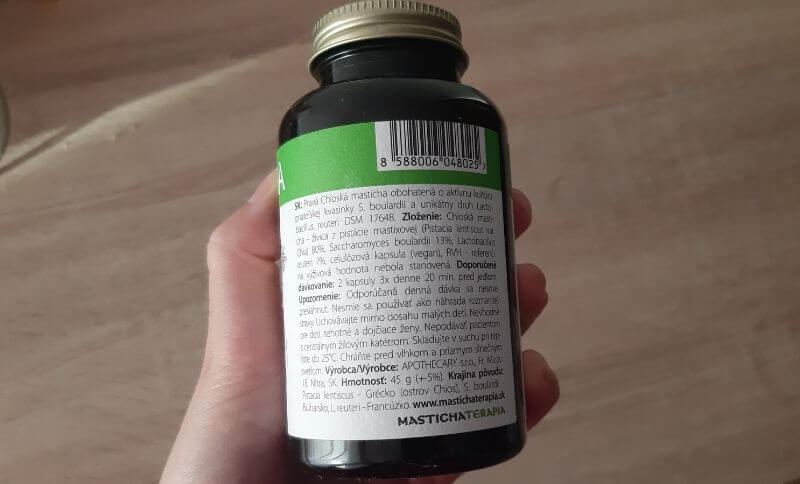 A
8 588006 048025 >
SK: Pravá Chioská masticha obohatená o aktívnu kultúru
priateľskej kvasinky S. boulardii a unikátny druh Lacto-
bacillus reuteri DSM 17648. Zloženie: Chioská masti-
cha - živica z pistácie mastixovej (Pistacia lentiscus var
Chia) 80%, Saccharomyces boulardii 13%, Lactobacillus
reuteri 7%, celulózová kapsula (vegan), RVH - referenč-
na výživová hodnota nebola stanovená. Doporučené
dávkovanie: 2 kapsuly 3x denne 20 min. pred jedlom.
Upozornenie: Odporúčaná denná dávka sa nesmie
presiahnuť. Nesmie sa používať ako náhrada rozmanitej
stravy. Uchovávajte mimo dosahu malých detí. Nevhodné
pre deti, tehotné a dojčiace ženy. Nepodávať pacientom
s centrálnym žilovým katétrom. Skladujte v suchu pri tep-
lote do 25°C. Chráňte pred vlhkom a priamym slnečným
svetlom. Výrobca/Výrobce: APOTHECARY s.r.o., Fr. Mojtu
18, Nitra, SK. Hmotnosť: 45 g (+-5%). Krajina pôvodu:
Pistacia lentiscus - Grécko (ostrov Chios), S. boulardii -
Bulharsko, L. reuteri - Francúzko. www.mastichaterapia.sk
MASTICHATERAPIA